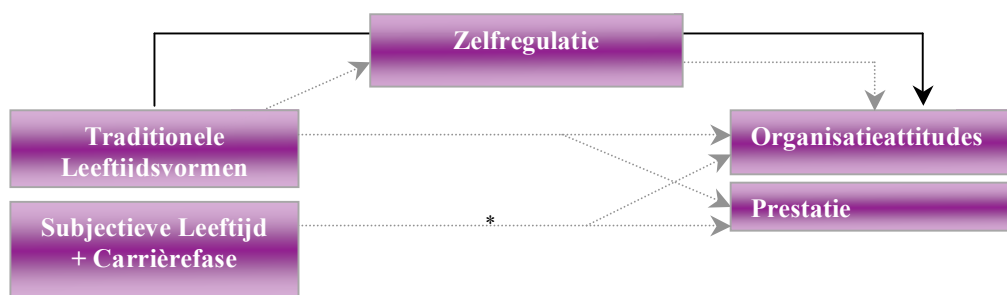 Zelfregulatie
Traditionele
Leeftijdsvormen
Organisatieattitudes
Prestatie
Subjectieve Leeftijd
+ Carrièrefase
*